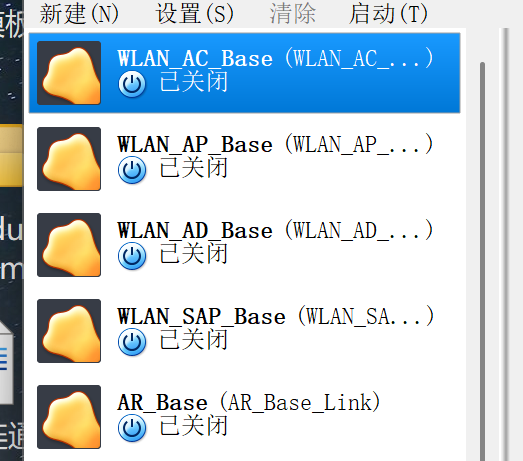 新建(N) 设置(S) 清除 启动(T)
WLAN_AC_Base (WLAN_AC_...)
已关闭
WLAN_AP_Base (WLAN_AP_...)
已关闭
WLAN_AD_Base (WLAN_AD_...)
已关闭
WLAN_SAP_Base (WLAN_SA...)
已关闭
AR_Base (AR_Base_Link)
已关闭